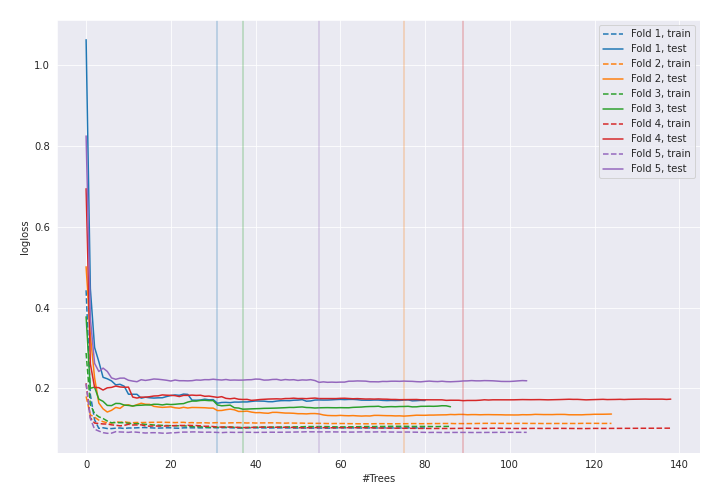 1.0
0.8
0.6
0.4
0.2
logloss
0
20
40
60
80
100
120
140
#Trees
Fold 1, train
Fold 1, test
Fold 2, train
Fold 2, test
Fold 3, train
Fold 3, test
Fold 4, train
Fold 4, test
Fold 5, train
Fold 5, test